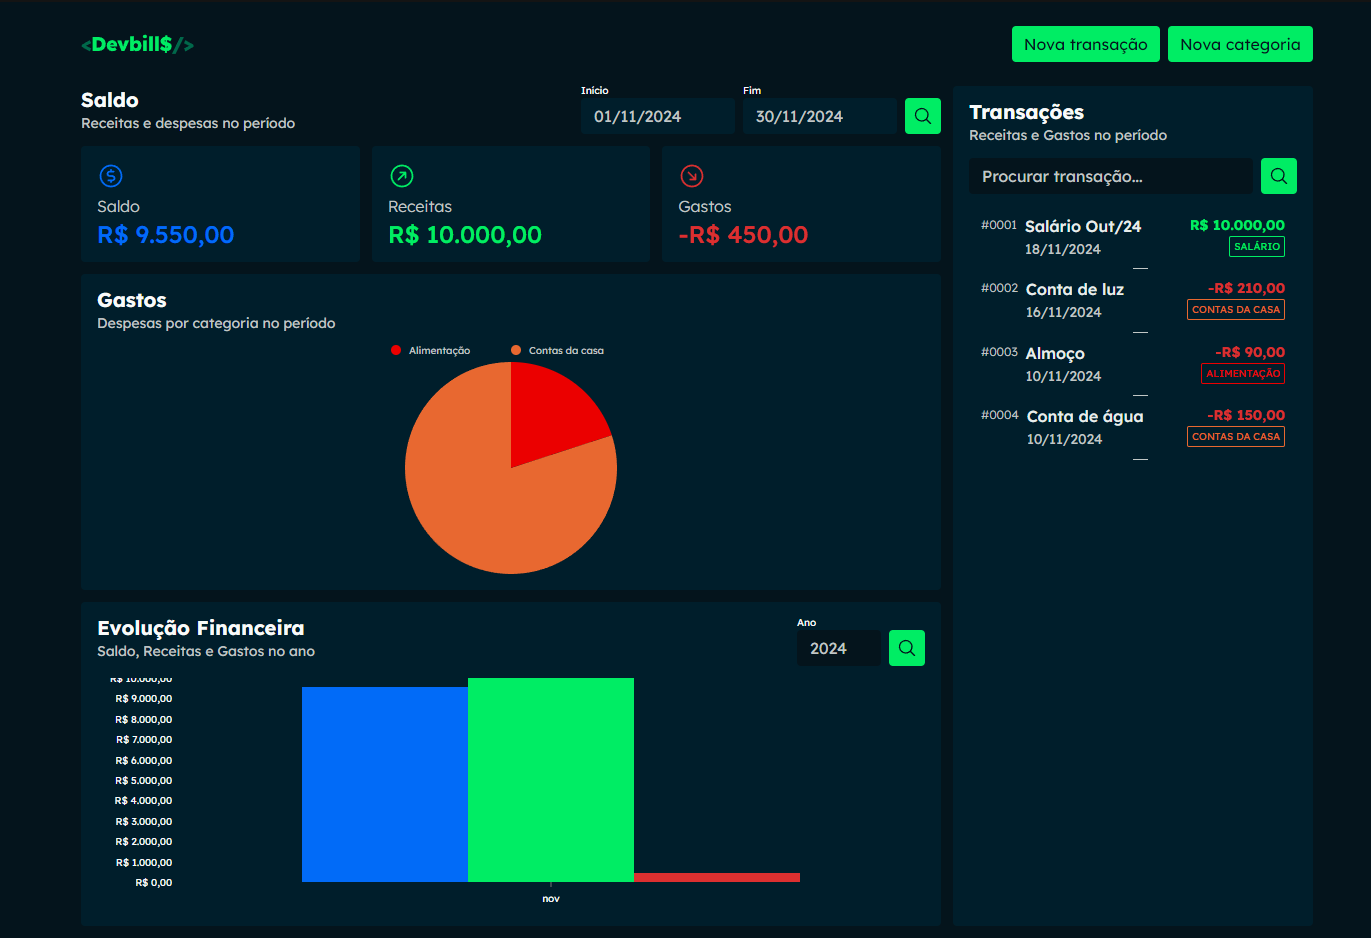 <Devbill$/>
Nova transação
Nova categoria
Saldo
Receitas e despesas no período
Início
01/11/2024
Fim
30/11/2024
Saldo
R$ 9.550,00
Receitas
R$ 10.000,00
Gastos
-R$ 450,00
Gastos
Despesas por categoria no período
Alimentação
Contas da casa
Evolução Financeira
Saldo, Receitas e Gastos no ano
Ano
2024
R$ 10.000,00
R$ 9.000,00
R$ 8.000,00
R$ 7.000,00
R$ 6.000,00
R$ 5.000,00
R$ 4.000,00
R$ 3.000,00
R$ 2.000,00
R$ 1.000,00
R$ 0,00
nov
Transações
Receitas e Gastos no período
Procurar transação...
#0001 Salário Out/24 R$ 10.000,00
18/11/2024 SALÁRIO
#0002 Conta de luz -R$ 210,00
16/11/2024 CONTAS DA CASA
#0003 Almoço -R$ 90,00
10/11/2024 ALIMENTAÇÃO
#0004 Conta de água -R$ 150,00
10/11/2024 CONTAS DA CASA